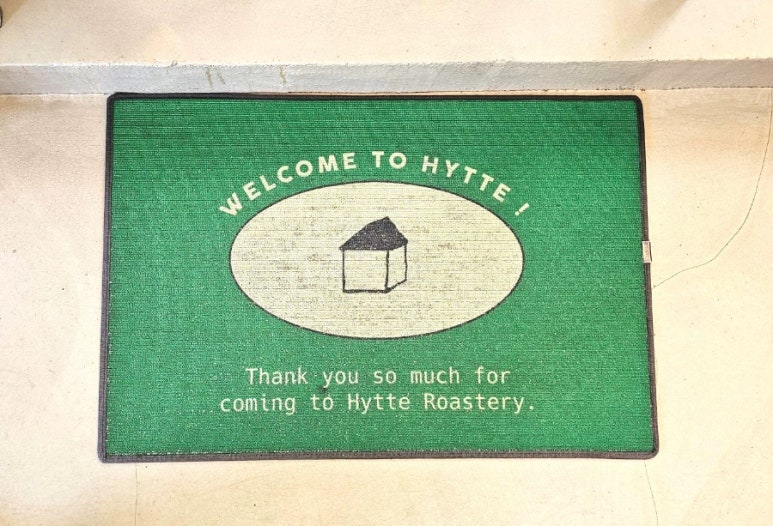 WELCOME TO HYTTE !
Thank you so much for
coming to Hytte Roastery.